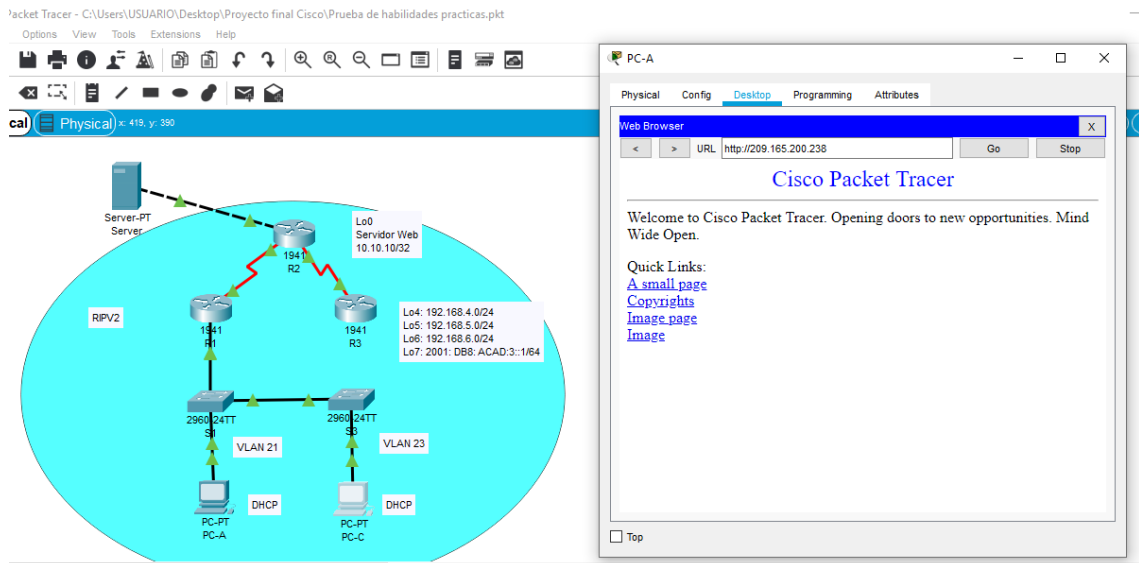 Packet Tracer - C:\Users\USUARIO\Desktop\Proyecto final Cisco\Prueba de habilidades practicas.pkt
Options View Tools Extensions Help
cal) Physical x: 419, y: 390
Server-PT
Server
Lo0
Servidor Web
10.10.10/32
1941
R2
RIPV2
1941
R1
1941
R3
Lo4: 192.168.4.0/24
Lo5: 192.168.5.0/24
Lo6: 192.168.6.0/24
Lo7: 2001: DB8: ACAD:3::1/64
2960-24TT
S1
2960-24TT
S3
VLAN 21
VLAN 23
DHCP
DHCP
PC-PT
PC-A
PC-PT
PC-C
PC-A
Physical Config Desktop Programming Attributes
Web Browser X
< > URL http://209.165.200.238 Go Stop
Cisco Packet Tracer
Welcome to Cisco Packet Tracer. Opening doors to new opportunities. Mind
Wide Open.
Quick Links:
A small page
Copyrights
Image page
Image
Top